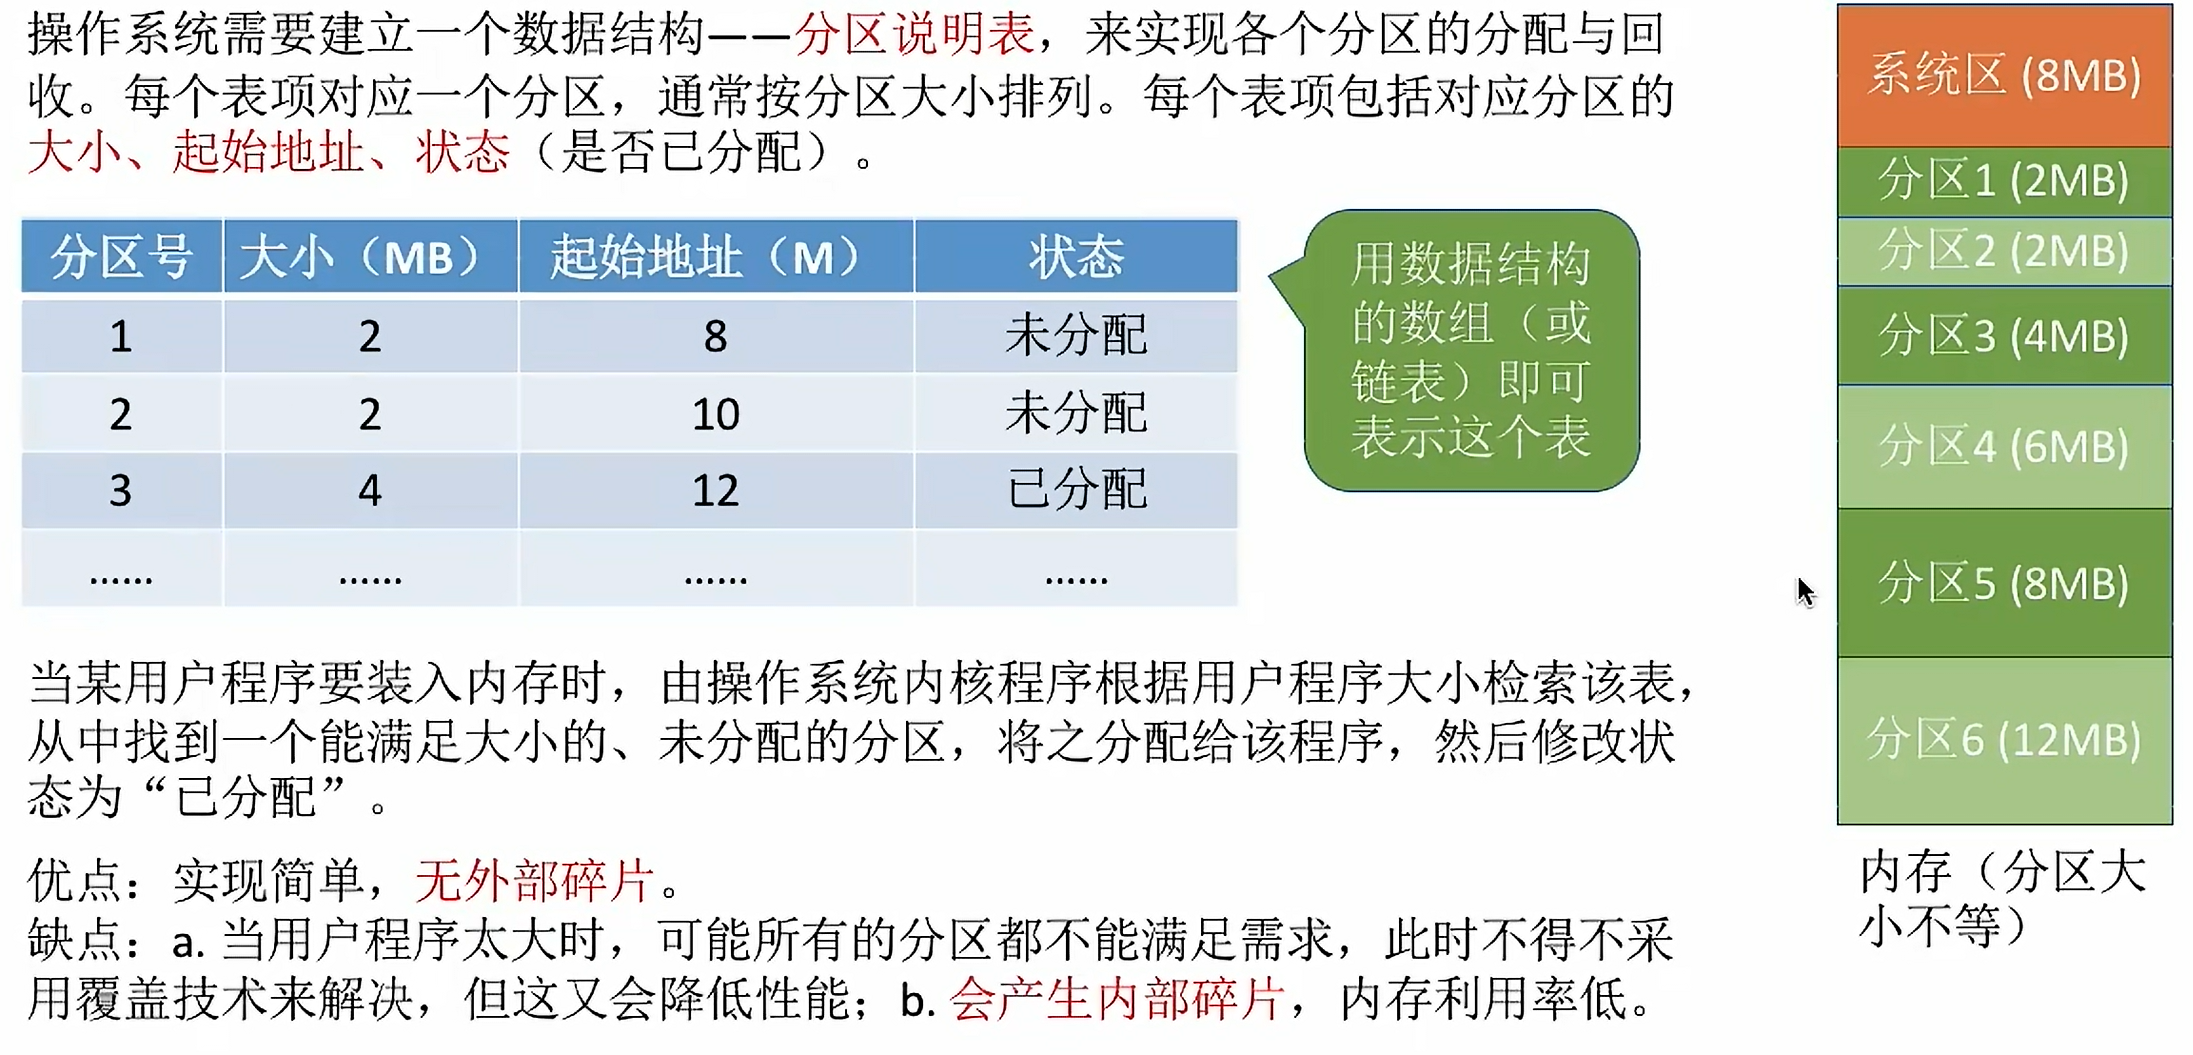 操作系统需要建立一个数据结构——分区说明表，来实现各个分区的分配与回
收。每个表项对应一个分区，通常按分区大小排列。每个表项包括对应分区的
大小、起始地址、状态（是否已分配）。
分区号 大小（MB） 起始地址（M） 状态
1 2 8 未分配
2 2 10 未分配
3 4 12 已分配
…… …… …… ……
用数据结构
的数组（或
链表）即可
表示这个表
当某用户程序要装入内存时，由操作系统内核程序根据用户程序大小检索该表，
从中找到一个能满足大小的、未分配的分区，将之分配给该程序，然后修改状
态为“已分配”。
优点：实现简单，无外部碎片。
缺点：a. 当用户程序太大时，可能所有的分区都不能满足需求，此时不得不采
用覆盖技术来解决，但这又会降低性能；b. 会产生内部碎片，内存利用率低。
系统区 (8MB)
分区1 (2MB)
分区2 (2MB)
分区3 (4MB)
分区4 (6MB)
分区5 (8MB)
分区6 (12MB)
内存（分区大
小不等）